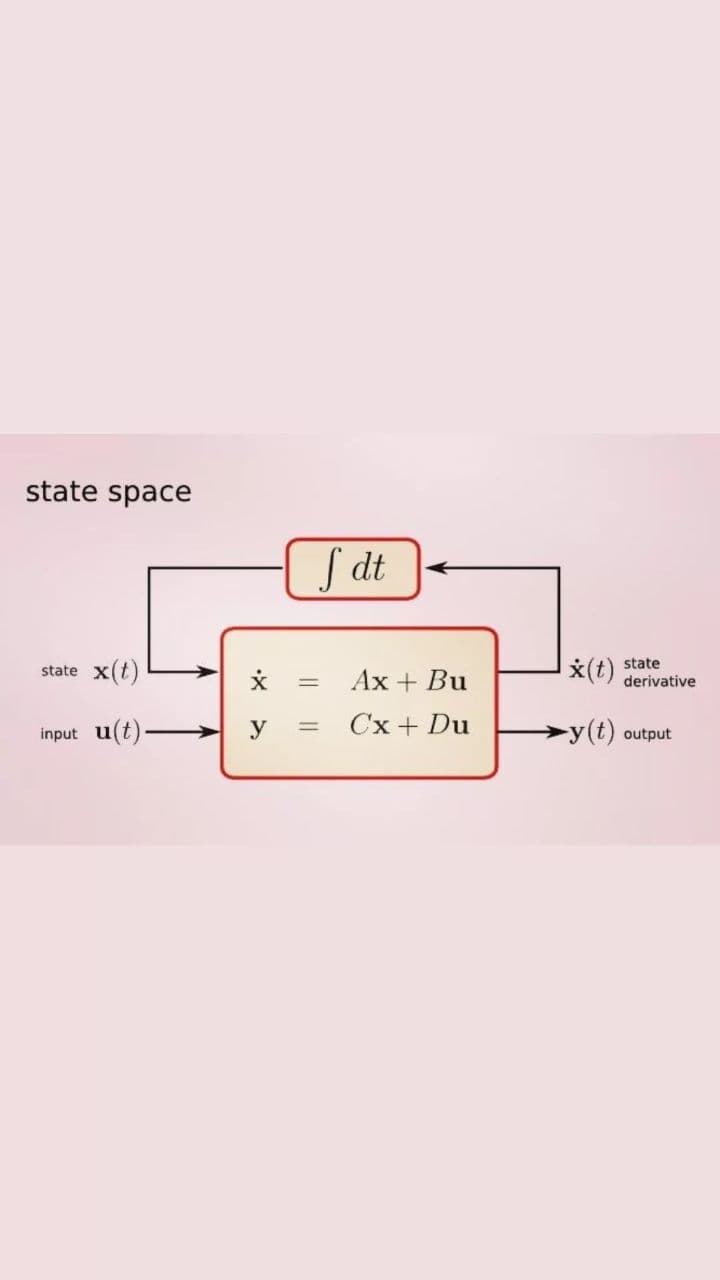 state space
∫ dt
state x(t)
ẋ = Ax + Bu
ẋ(t) state derivative
input u(t)
y = Cx + Du
y(t) output